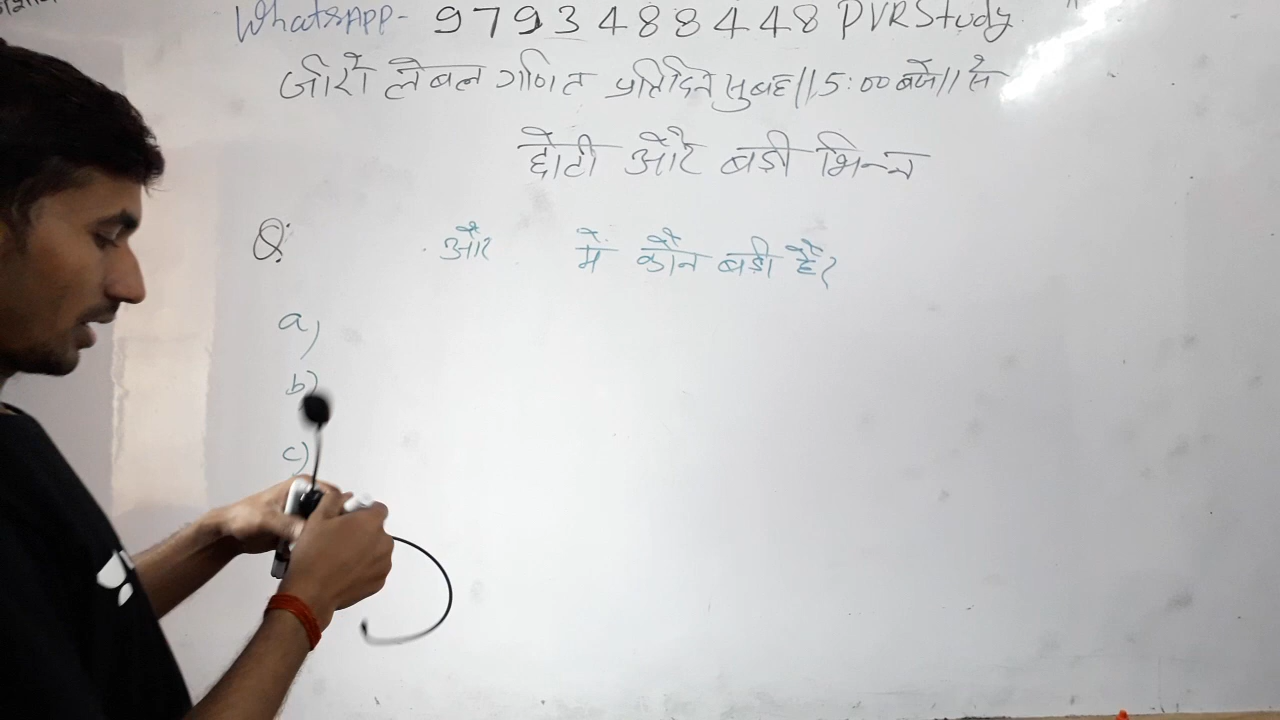 WhatsAPP- 9793488448 PVRStudy
जीरो लेबल गणित प्रतिदिन सुबह||5:00 बजे|| से
छोटी और बड़ी भिन्न
Q: और में कौन बड़ी है?
a)
b)
c)